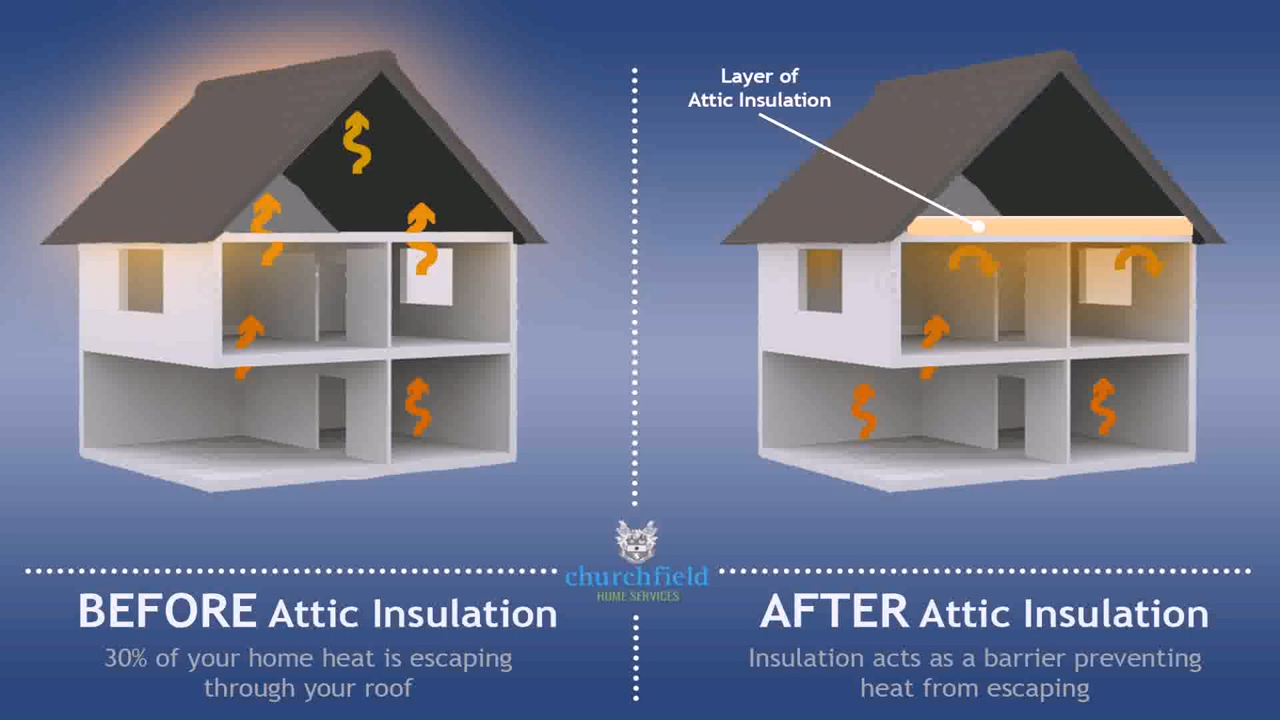 Layer of
Attic Insulation
churchfield
HOME SERVICES
BEFORE Attic Insulation
30% of your home heat is escaping
through your roof
AFTER Attic Insulation
Insulation acts as a barrier preventing
heat from escaping